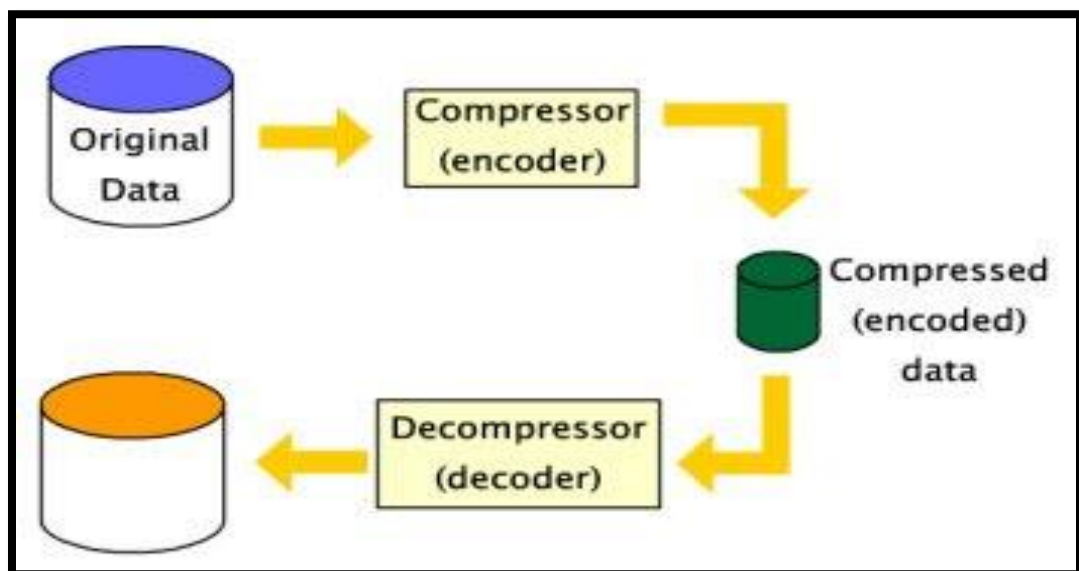 Original
Data
Compressor
(encoder)
Compressed
(encoded)
data
Decompressor
(decoder)